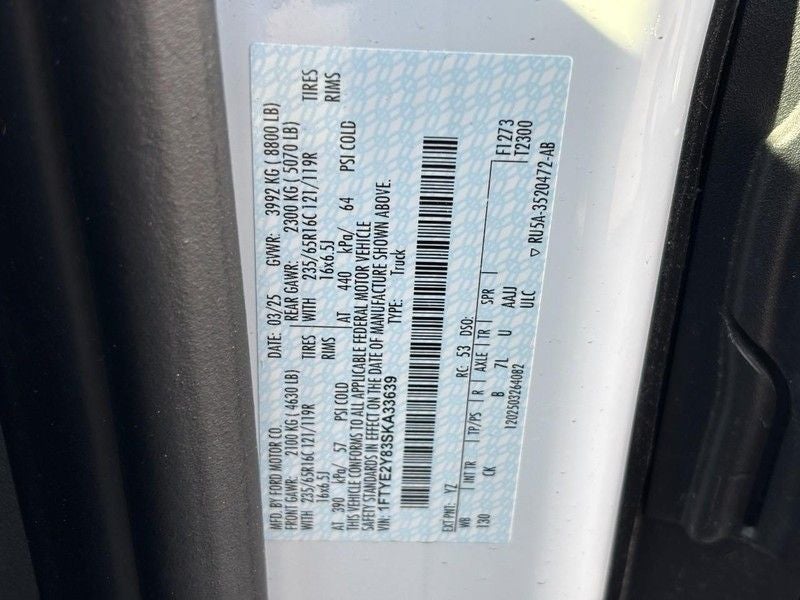 MFD. BY FORD MOTOR CO. DATE: 03/25 GVWR: 3992 KG ( 8800 LB)
FRONT GAWR: 2100 KG ( 4630 LB) REAR GAWR: 2300 KG ( 5070 LB)
WITH 235/65R16C 121/119R TIRES WITH 235/65R16C 121/119R TIRES
16x6.5J RIMS 16x6.5J RIMS
AT 390 kPa/ 57 PSI COLD AT 440 kPa/ 64 PSI COLD
THIS VEHICLE CONFORMS TO ALL APPLICABLE FEDERAL MOTOR VEHICLE
SAFETY STANDARDS IN EFFECT ON THE DATE OF MANUFACTURE SHOWN ABOVE.
VIN: 1FTYE2Y83SKA33639 TYPE: Truck
F1273
T2300
EXT PNT: YZ RC: 53 DSO:
WB INT TR TP/PS R AXLE TR SPR
130 CK B 7L U AAJJ
1202503264082 ULC
▽ RU5A-3520472-AB